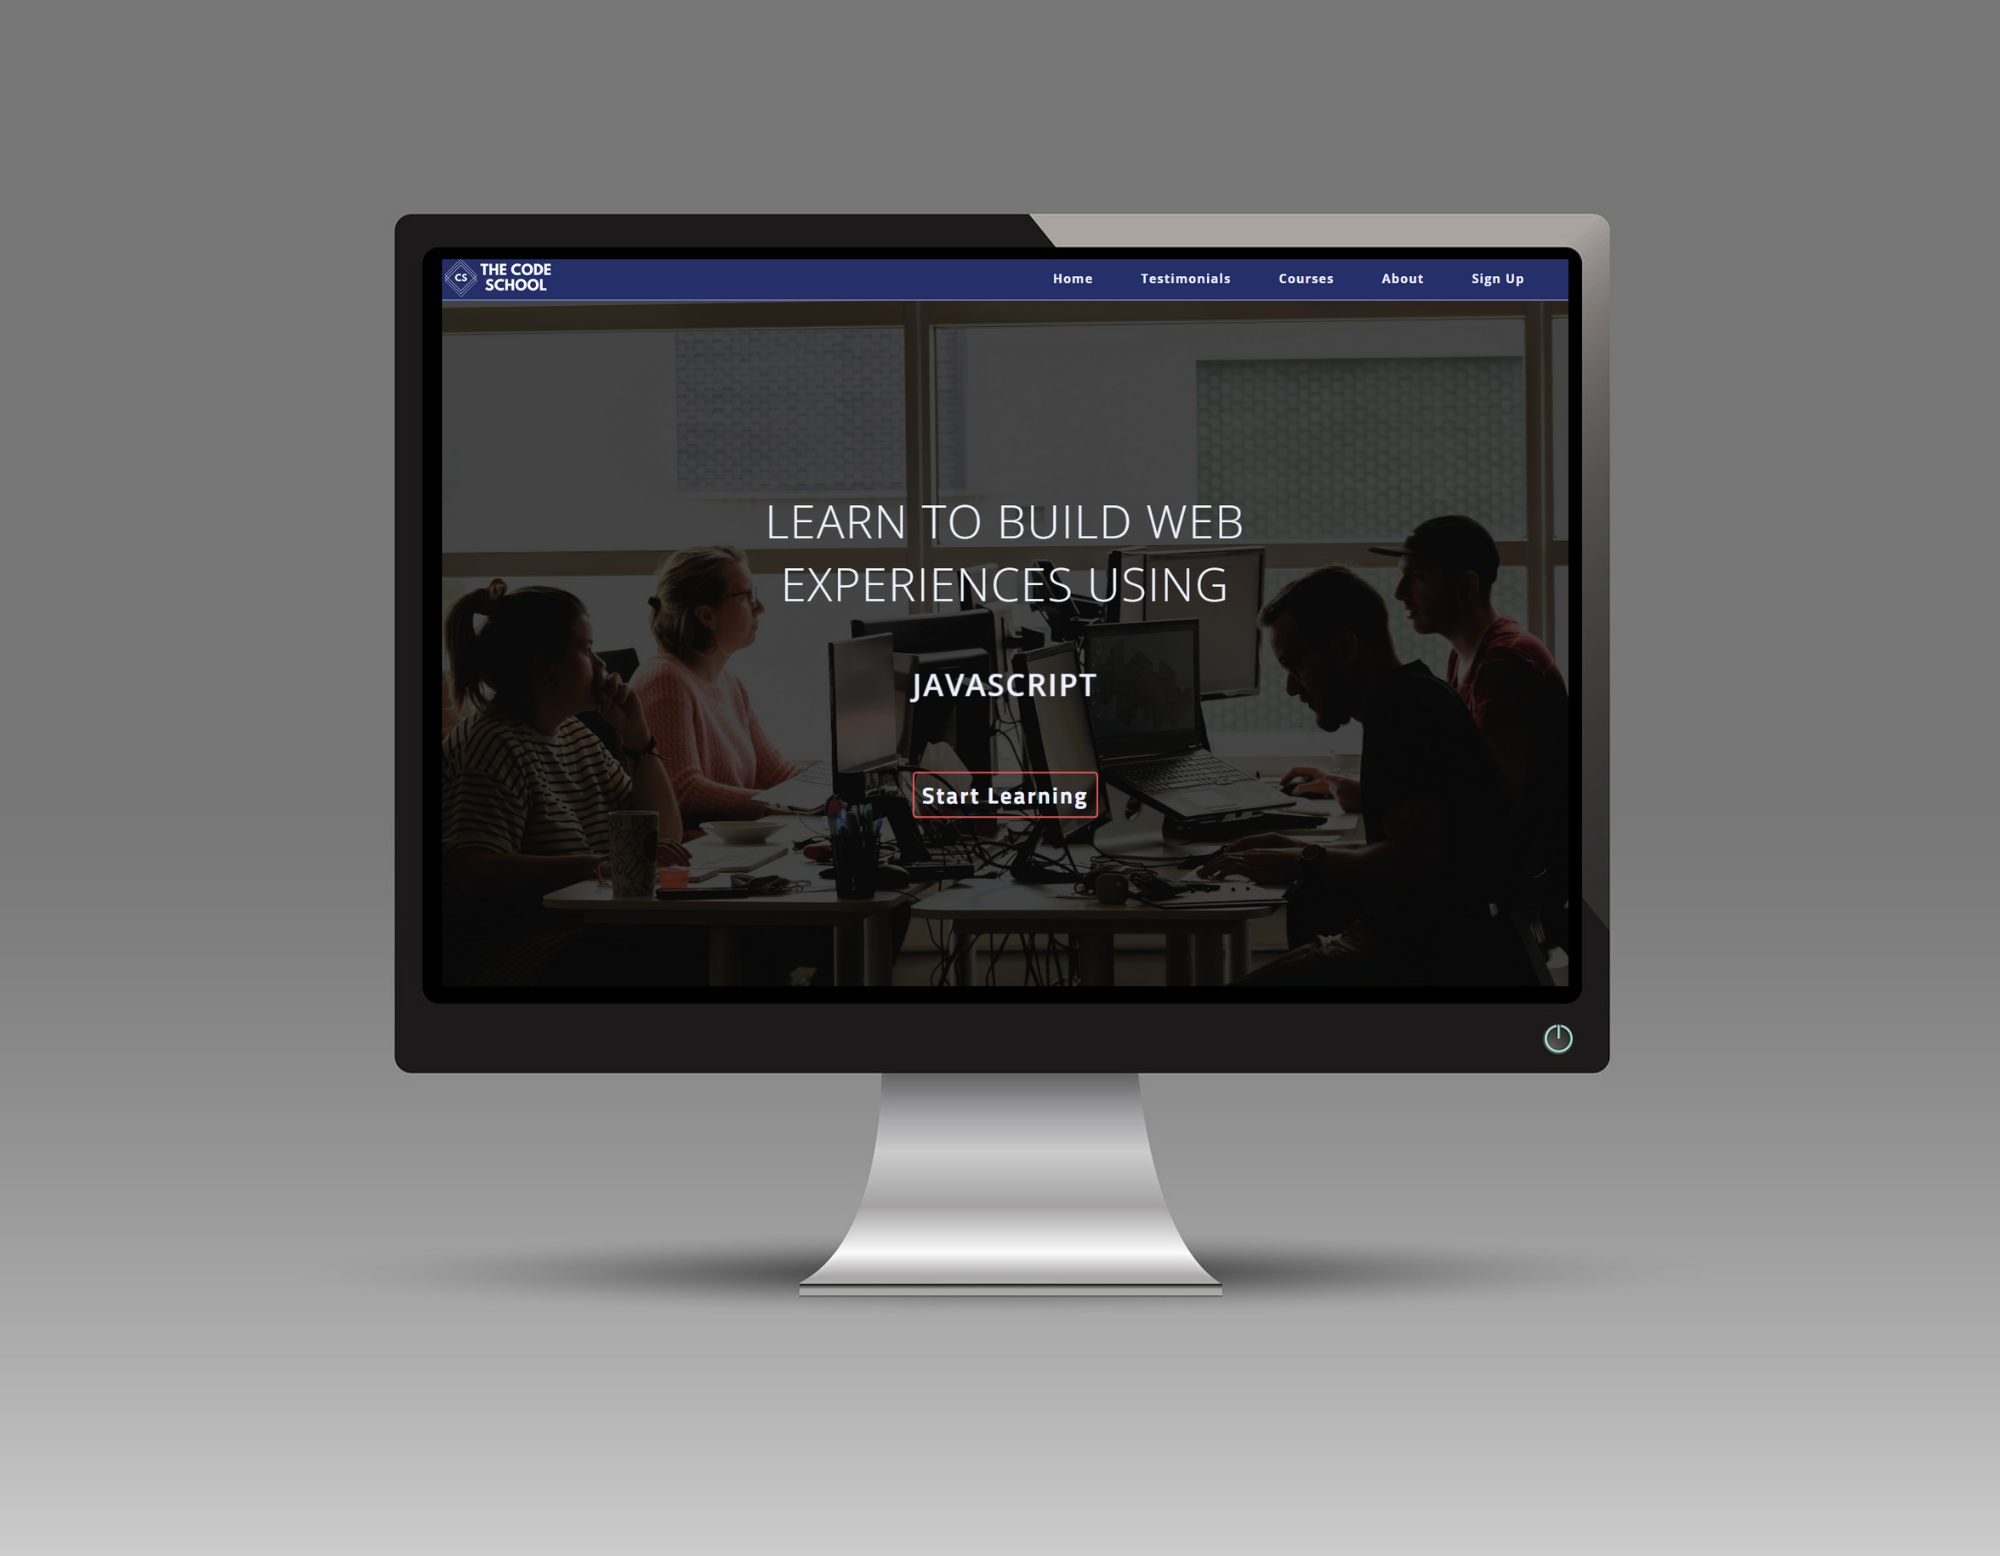 CS
THE CODE
SCHOOL
Home Testimonials Courses About Sign Up
LEARN TO BUILD WEB
EXPERIENCES USING
JAVASCRIPT
Start Learning